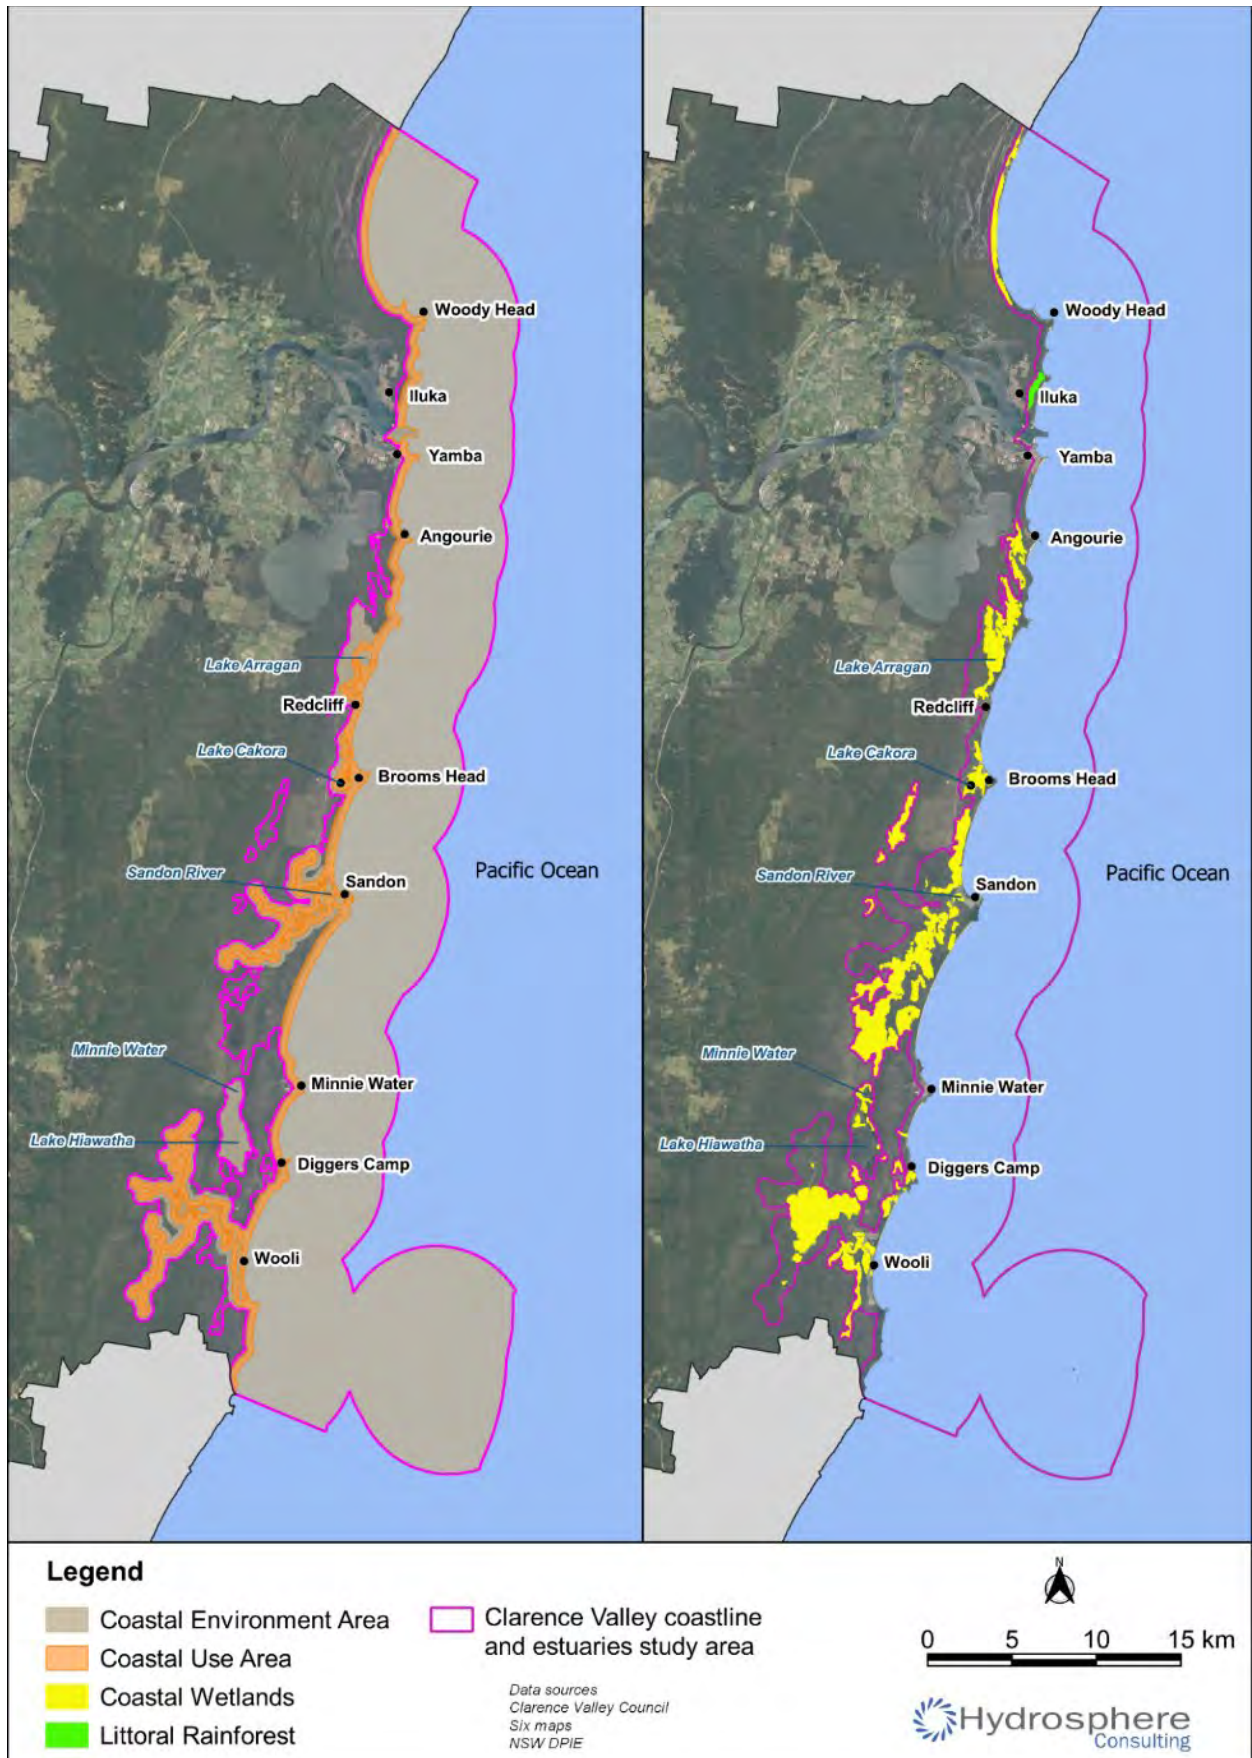 Woody Head
Iluka
Yamba
Angourie
Lake Arragan
Redcliff
Lake Cakora
Brooms Head
Sandon River
Sandon
Pacific Ocean
Minnie Water
Minnie Water
Lake Hiawatha
Diggers Camp
Wooli
Woody Head
Iluka
Yamba
Angourie
Lake Arragan
Redcliff
Lake Cakora
Brooms Head
Sandon River
Sandon
Pacific Ocean
Minnie Water
Minnie Water
Lake Hiawatha
Diggers Camp
Wooli
Legend
Coastal Environment Area
Coastal Use Area
Coastal Wetlands
Littoral Rainforest
Clarence Valley coastline
and estuaries study area
Data sources
Clarence Valley Council
Six maps
NSW DPIE
N
0 5 10 15 km
Hydrosphere
Consulting